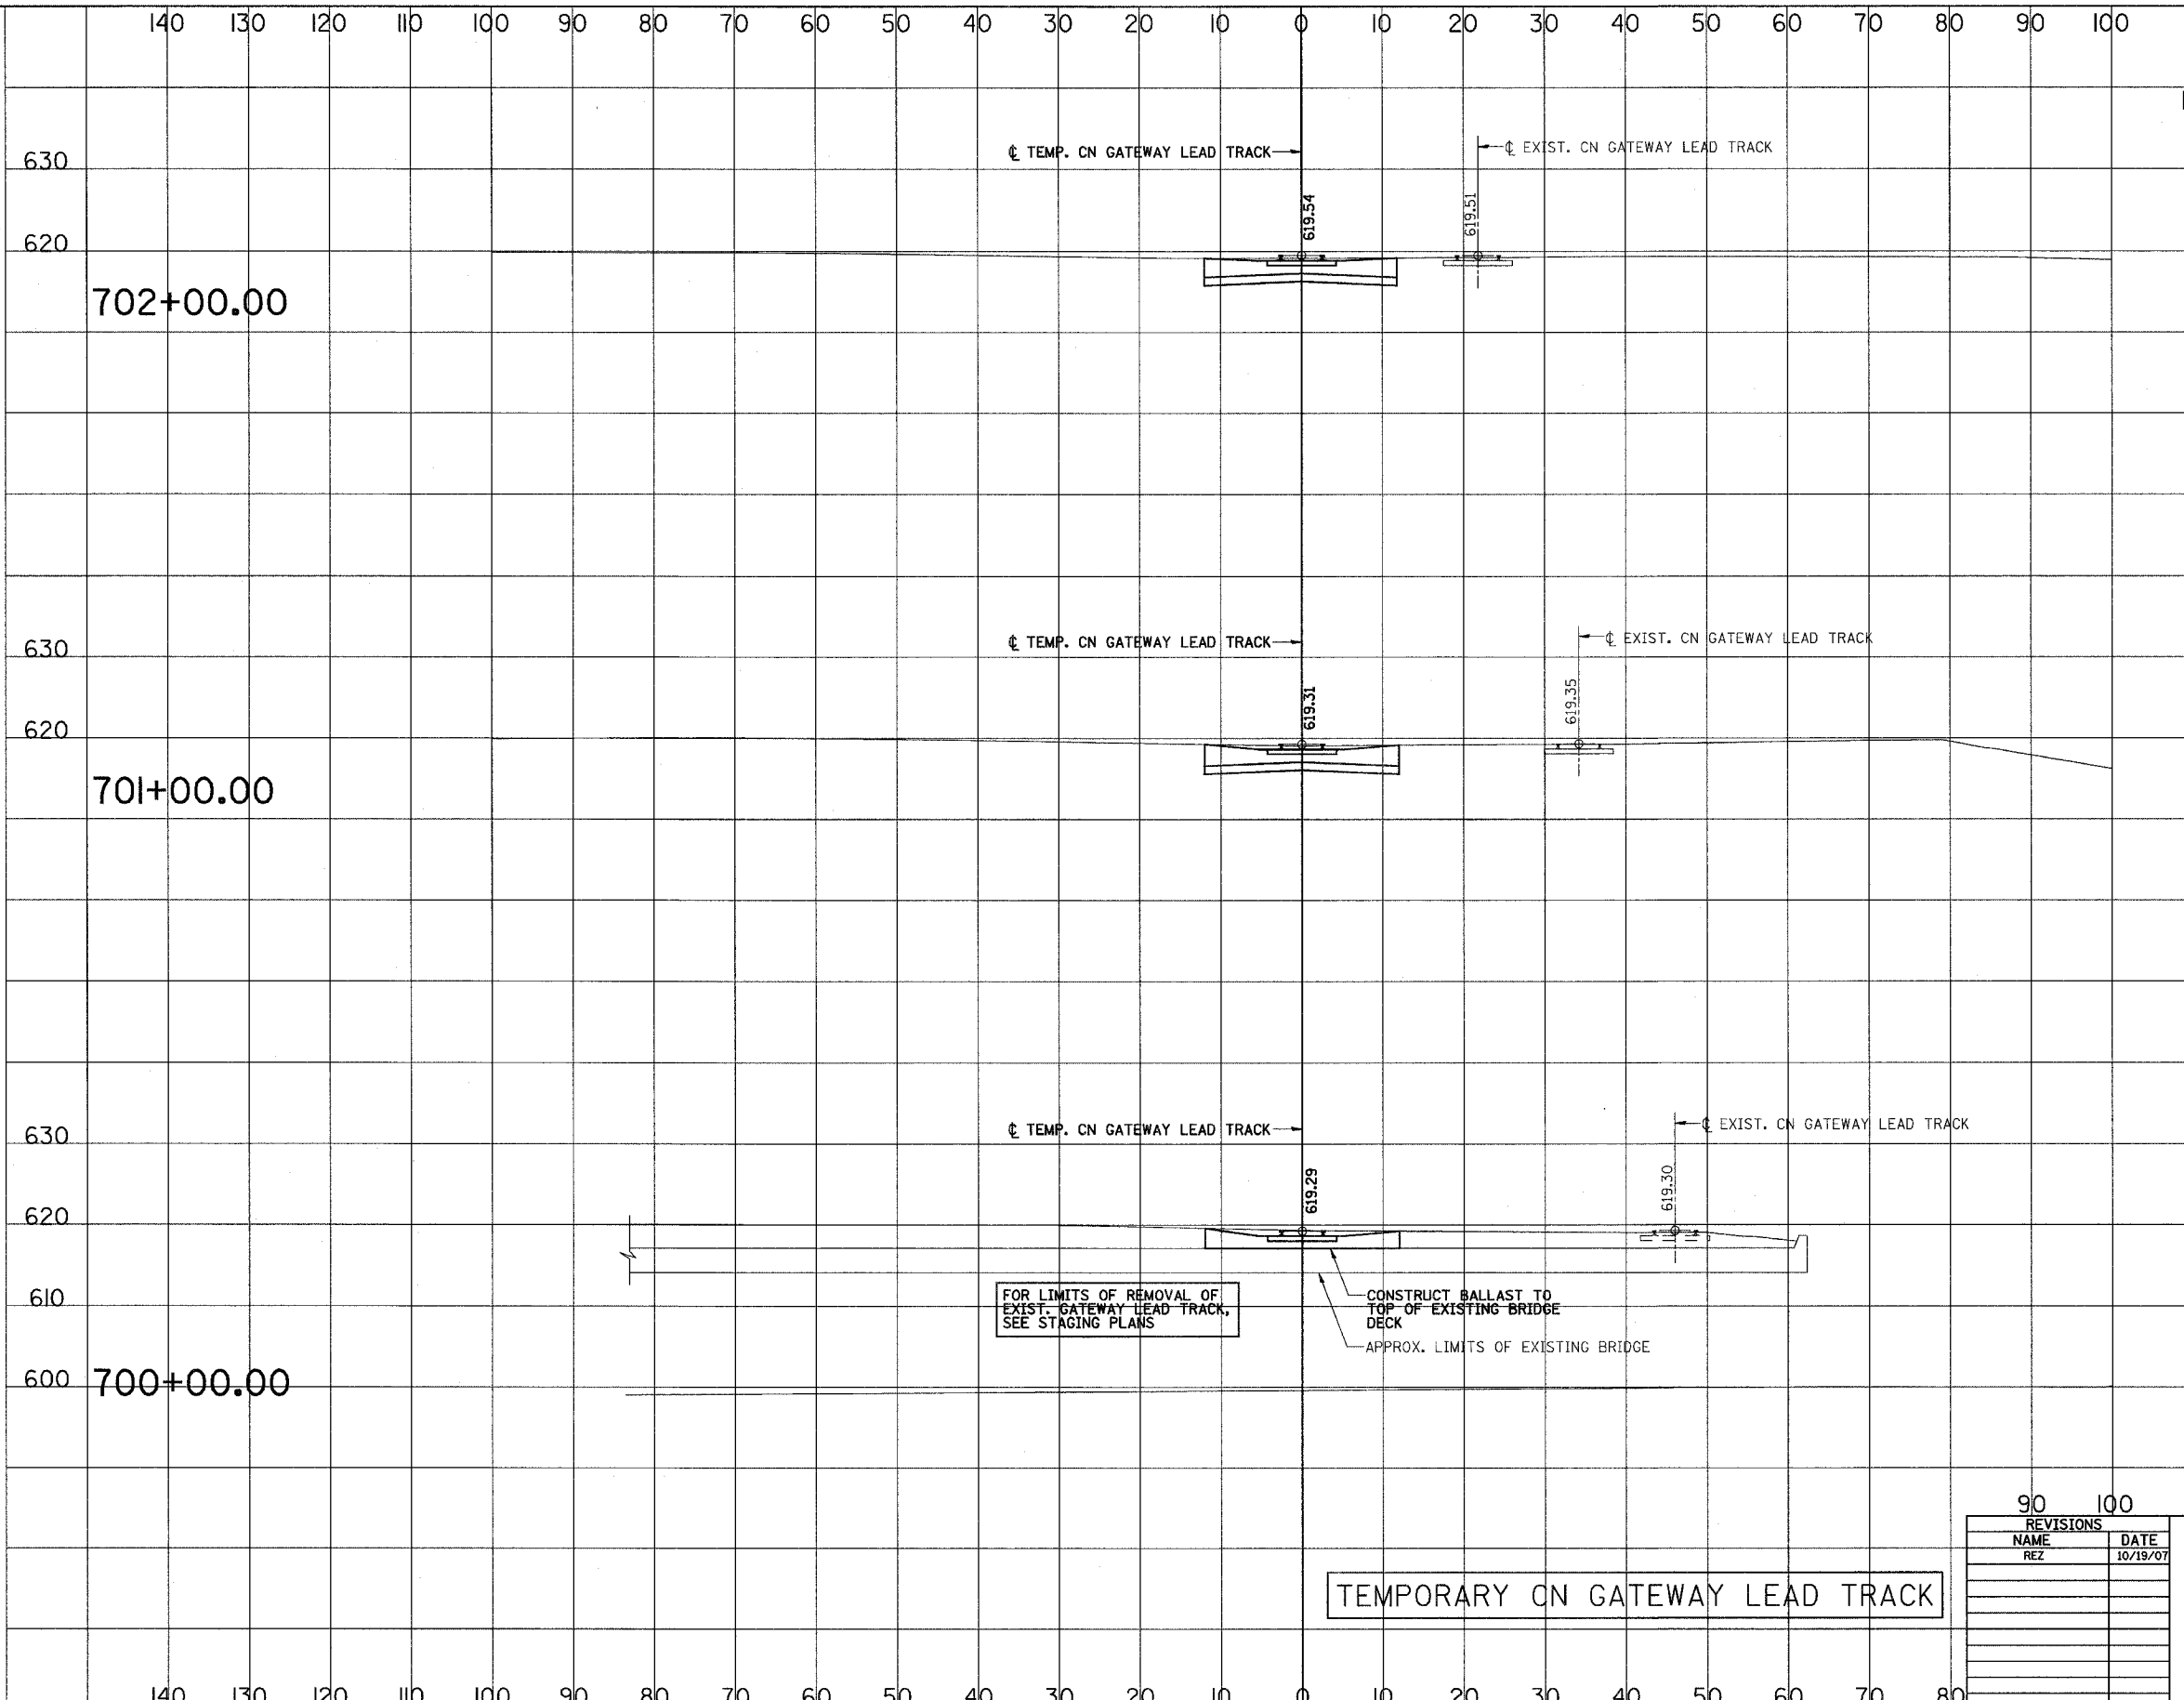 140 130 120 110 100 90 80 70 60 50 40 30 20 10 0 10 20 30 40 50 60 70 80 90 100
℄ TEMP. CN GATEWAY LEAD TRACK
℄ EXIST. CN GATEWAY LEAD TRACK
630
619.54
619.51
620
702+00.00
℄ TEMP. CN GATEWAY LEAD TRACK
℄ EXIST. CN GATEWAY LEAD TRACK
630
619.31
619.35
620
701+00.00
℄ TEMP. CN GATEWAY LEAD TRACK
℄ EXIST. CN GATEWAY LEAD TRACK
630
619.29
619.30
620
610
FOR LIMITS OF REMOVAL OF
EXIST. GATEWAY LEAD TRACK,
SEE STAGING PLANS
CONSTRUCT BALLAST TO
TOP OF EXISTING BRIDGE
DECK
APPROX. LIMITS OF EXISTING BRIDGE
600
700+00.00
90 100
REVISIONS
NAME DATE
REZ 10/19/07
TEMPORARY CN GATEWAY LEAD TRACK
140 130 120 110 100 90 80 70 60 50 40 30 20 10 0 10 20 30 40 50 60 70 80